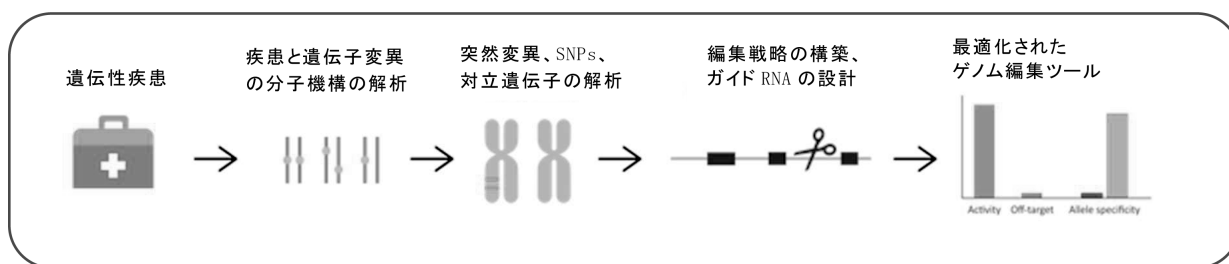 遺伝性疾患
疾患と遺伝子変異
の分子機構の解析
突然変異、SNPs、
対立遺伝子の解析
編集戦略の構築、
ガイド RNA の設計
最適化された
ゲノム編集ツール
Activity Off-target Allele specificity